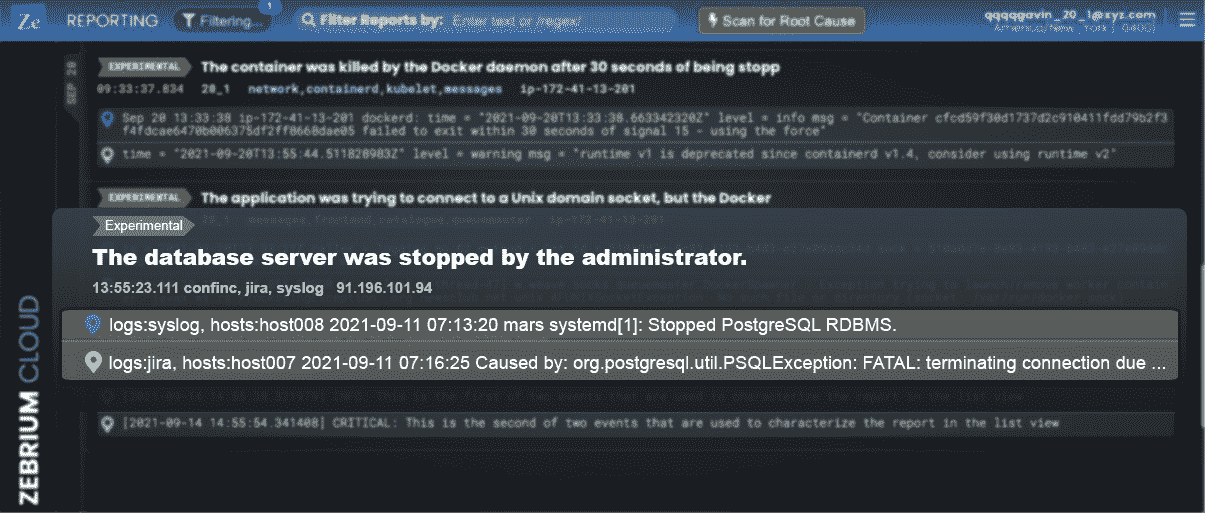 Ze REPORTING Filtering... 1 Filter Reports by: Enter text or /regex/ Scan for Root Cause qqqqgavin_20_1@xyz.com
SEP 20
EXPERIMENTAL The container was killed by the Docker daemon after 30 seconds of being stopp
09:33:37.834 20_1 network,containerd,kubelet,messages ip-172-41-13-201
Sep 20 13:33:38 ip-172-41-13-201 dockerd: time = "2021-09-20T13:33:38.663342320Z" level = info msg = "Container cfcd59f30d1737d2c910411fdd79b2f3
f4fdcae6470b006375df2ff8668dae05 failed to exit within 30 seconds of signal 15 - using the force"
time = "2021-09-20T13:55:44.511820903Z" level = warning msg = "runtime v1 is deprecated since containerd v1.4, consider using runtime v2"
EXPERIMENTAL The application was trying to connect to a Unix domain socket, but the Docker
Experimental
The database server was stopped by the administrator.
13:55:23.111 confinc, jira, syslog 91.196.101.94
logs:syslog, hosts:host008 2021-09-11 07:13:20 mars systemd[1]: Stopped PostgreSQL RDBMS.
logs:jira, hosts:host007 2021-09-11 07:16:25 Caused by: org.postgresql.util.PSQLException: FATAL: terminating connection due ...
[2021-09-14 14:55:54.341408] CRITICAL: This is the second of two events that are used to characterize the report in the list view
ZEBRIUM CLOUD